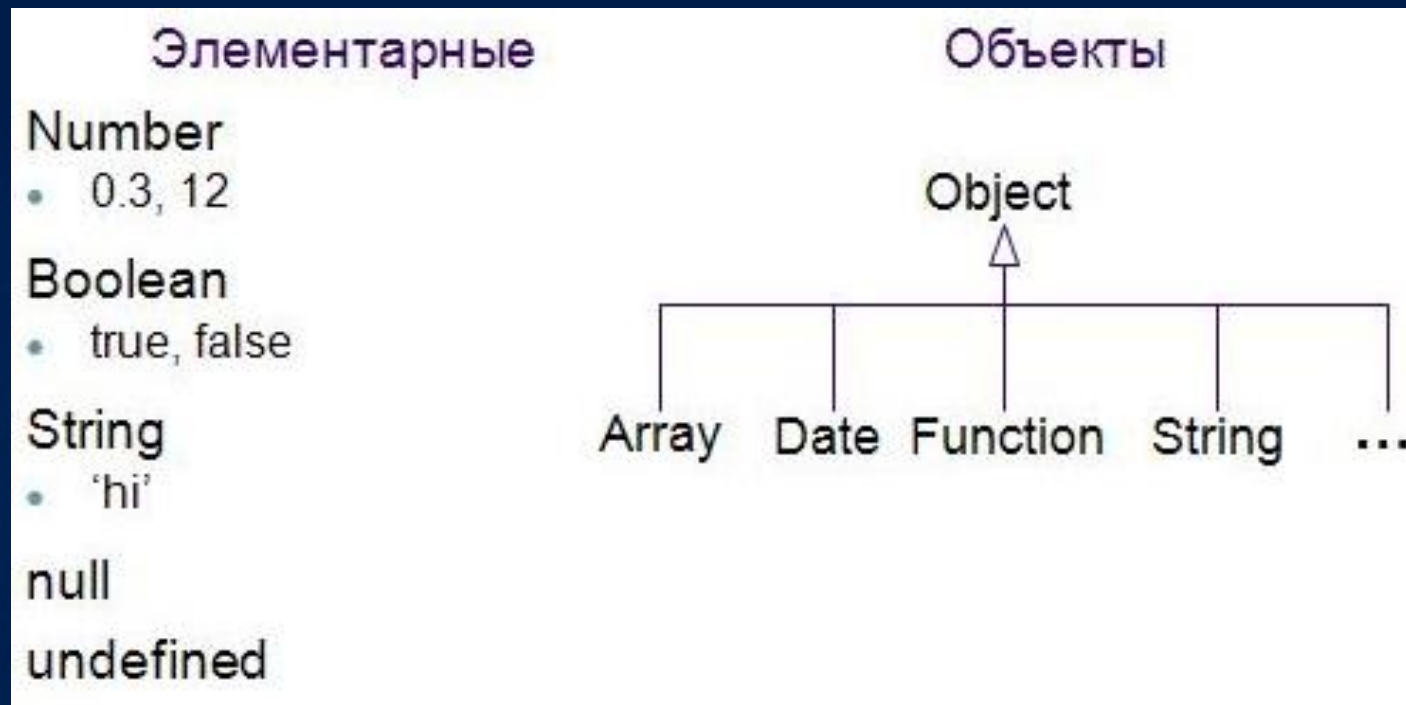 Элементарные
Number
• 0.3, 12
Boolean
• true, false
String
• ‘hi’
null
undefined
Объекты
Object
Array Date Function String ...